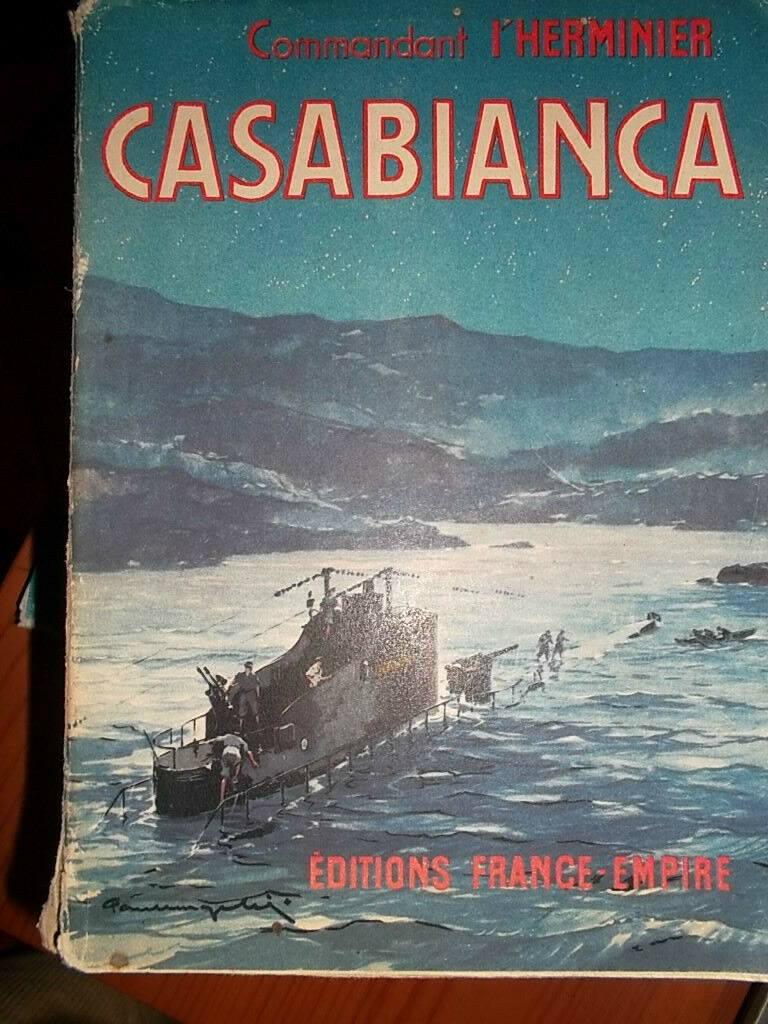 Commandant l'HERMINIER
CASABIANCA
ÉDITIONS FRANCE-EMPIRE